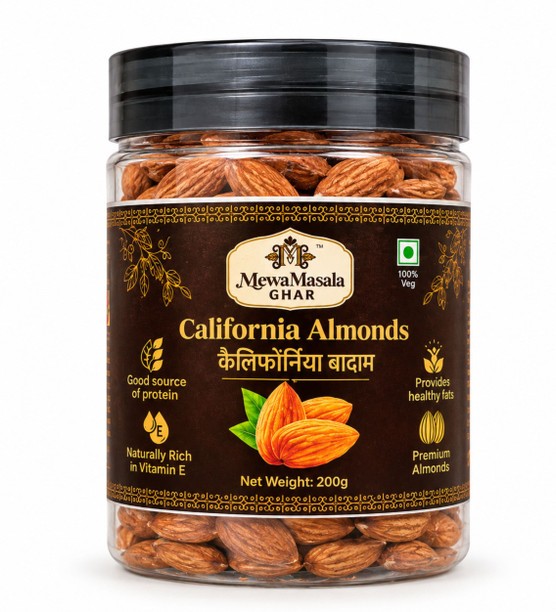 M
™
MewaMasala
GHAR
100%
Veg
California Almonds
कैलिफोंर्निया बादाम
Good source
of protein
Provides
healthy fats
E
Naturally Rich
in Vitamin E
Premium
Almonds
Net Weight: 200g